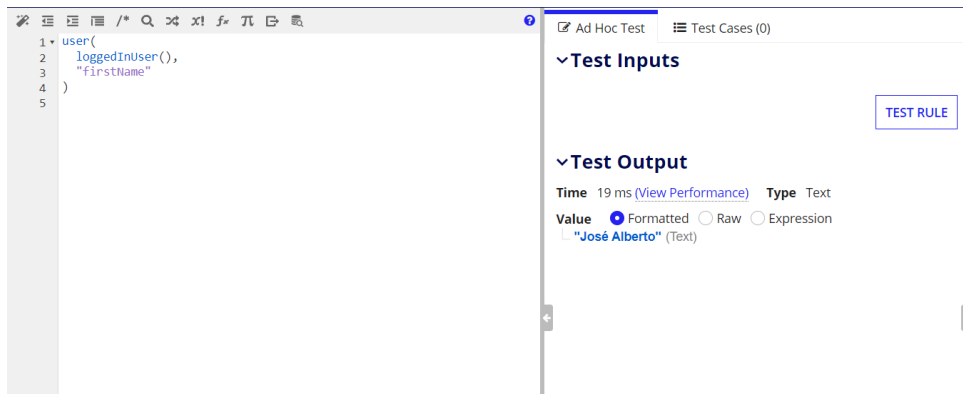 /* x! fx π ?
1 user(
2 loggedInUser(),
3 "firstName"
4 )
5
Ad Hoc Test Test Cases (0)
Test Inputs
TEST RULE
Test Output
Time 19 ms (View Performance) Type Text
Value Formatted Raw Expression
"José Alberto" (Text)